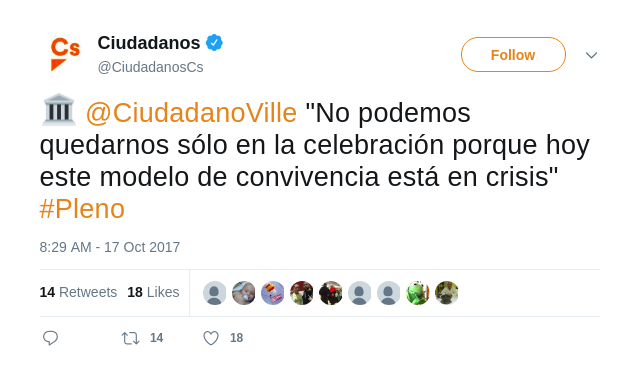 Cs
Ciudadanos
@CiudadanosCs
Follow
🏛 @CiudadanoVille "No podemos
quedarnos sólo en la celebración porque hoy
este modelo de convivencia está en crisis"
#Pleno
8:29 AM - 17 Oct 2017
14 Retweets 18 Likes
14 18